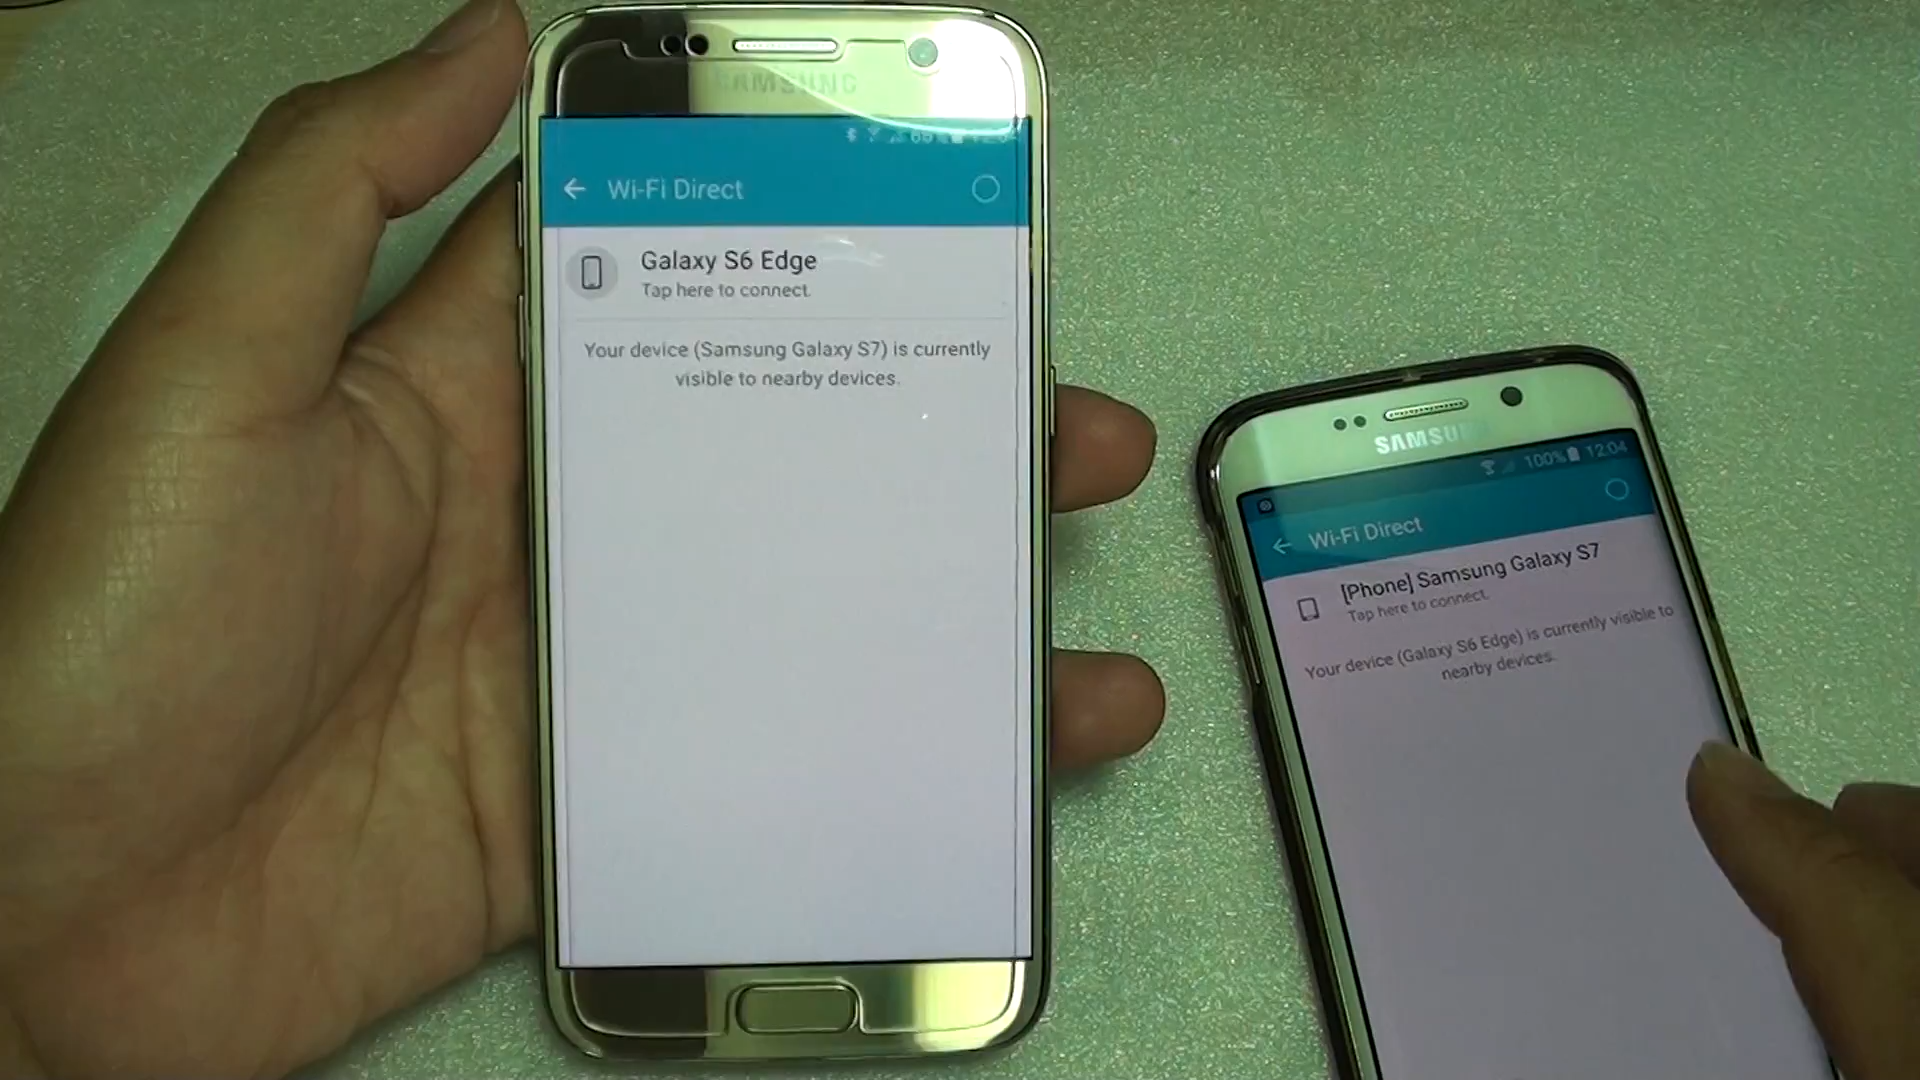 SAMSUNG
Wi-Fi Direct
Galaxy S6 Edge
Tap here to connect.
Your device (Samsung Galaxy S7) is currently
visible to nearby devices.
SAMSU
100% 12:04
Wi-Fi Direct
[Phone] Samsung Galaxy S7
Tap here to connect.
Your device (Galaxy S6 Edge) is currently visible to
nearby devices.